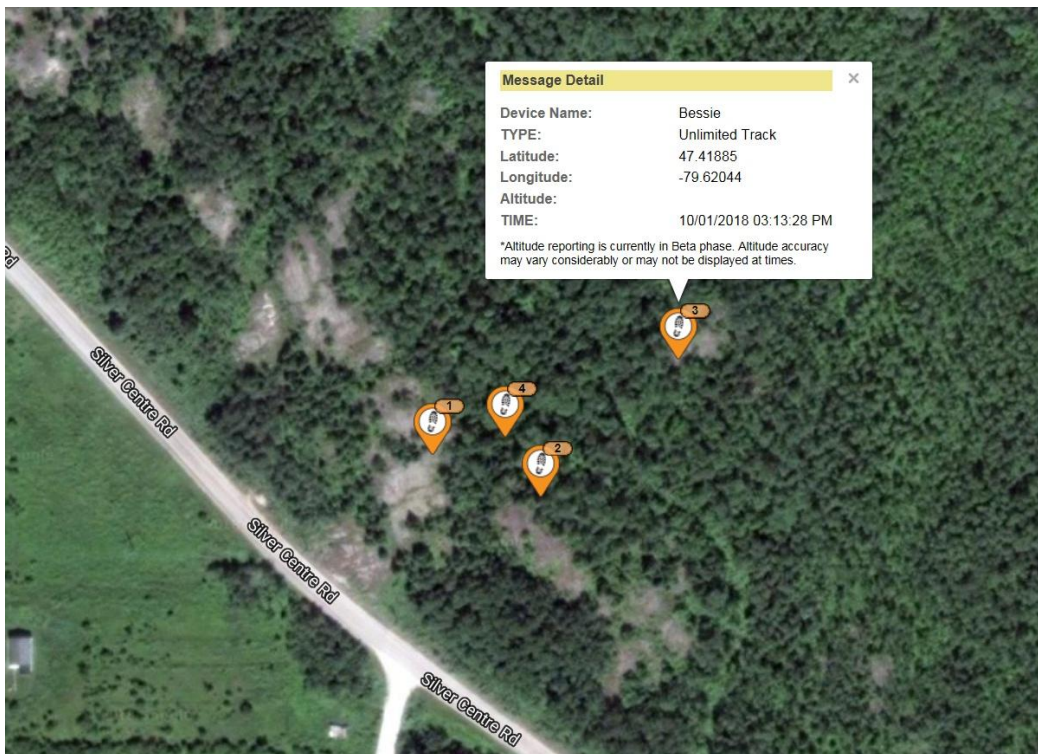 Message Detail ×
Device Name: Bessie
TYPE: Unlimited Track
Latitude: 47.41885
Longitude: -79.62044
Altitude:
TIME: 10/01/2018 03:13:28 PM
*Altitude reporting is currently in Beta phase. Altitude accuracy
may vary considerably or may not be displayed at times.
Rd
3
Silver Centre Rd
4
1
2
Silver Centre Rd
Silver Centre Rd